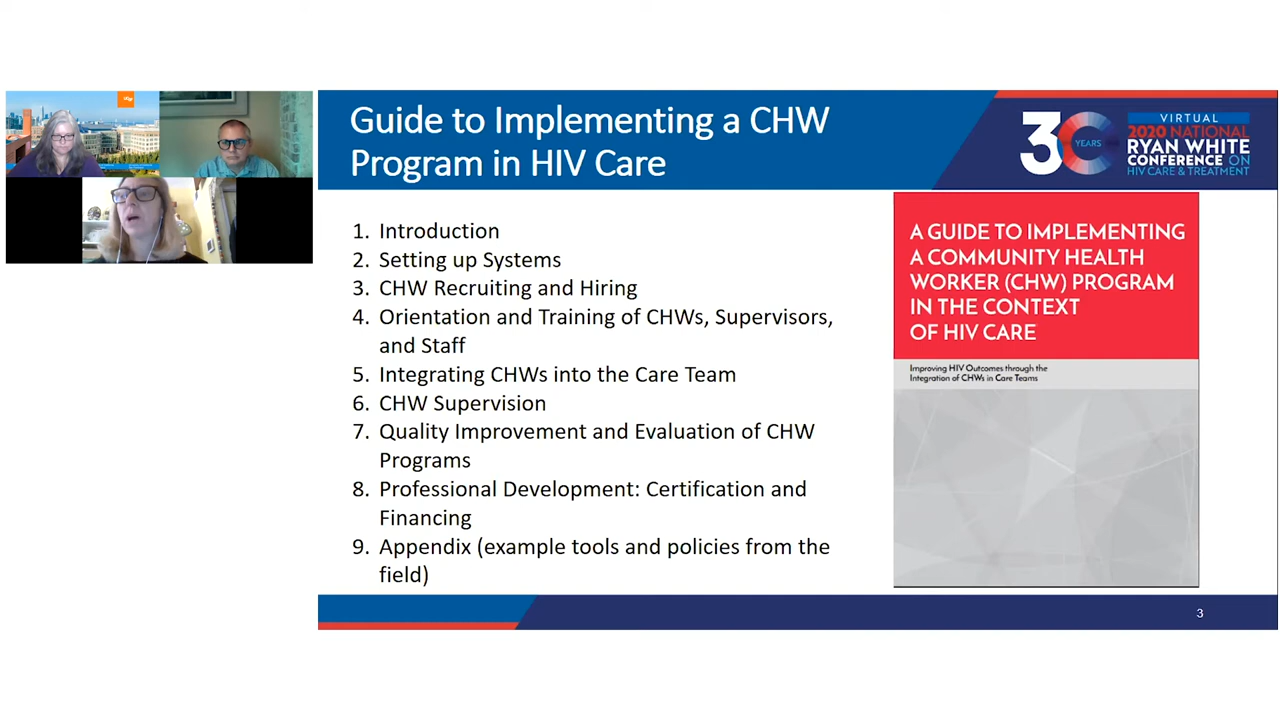 Guide to Implementing a CHW
Program in HIV Care
30
YEARS
VIRTUAL
2020 NATIONAL
RYAN WHITE
CONFERENCE ON
HIV CARE & TREATMENT
1. Introduction
2. Setting up Systems
3. CHW Recruiting and Hiring
4. Orientation and Training of CHWs, Supervisors,
and Staff
5. Integrating CHWs into the Care Team
6. CHW Supervision
7. Quality Improvement and Evaluation of CHW
Programs
8. Professional Development: Certification and
Financing
9. Appendix (example tools and policies from the
field)
A GUIDE TO IMPLEMENTING
A COMMUNITY HEALTH
WORKER (CHW) PROGRAM
IN THE CONTEXT
OF HIV CARE
Improving HIV Outcomes through the
Integration of CHWs in Care Teams
3